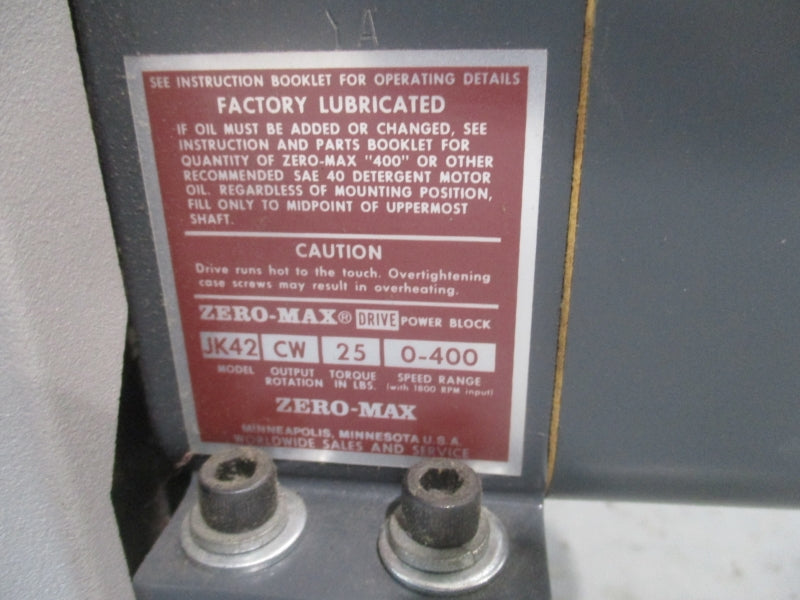 YA
SEE INSTRUCTION BOOKLET FOR OPERATING DETAILS
FACTORY LUBRICATED
IF OIL MUST BE ADDED OR CHANGED, SEE
INSTRUCTION AND PARTS BOOKLET FOR
QUANTITY OF ZERO-MAX "400" OR OTHER
RECOMMENDED SAE 40 DETERGENT MOTOR
OIL. REGARDLESS OF MOUNTING POSITION,
FILL ONLY TO MIDPOINT OF UPPERMOST
SHAFT.
CAUTION
Drive runs hot to the touch. Overtightening
case screws may result in overheating.
ZERO-MAX® DRIVE POWER BLOCK
JK42 CW 25 0-400
MODEL OUTPUT ROTATION TORQUE IN LBS. SPEED RANGE (with 1800 RPM input)
ZERO-MAX
MINNEAPOLIS, MINNESOTA U.S.A.
WORLDWIDE SALES AND SERVICE